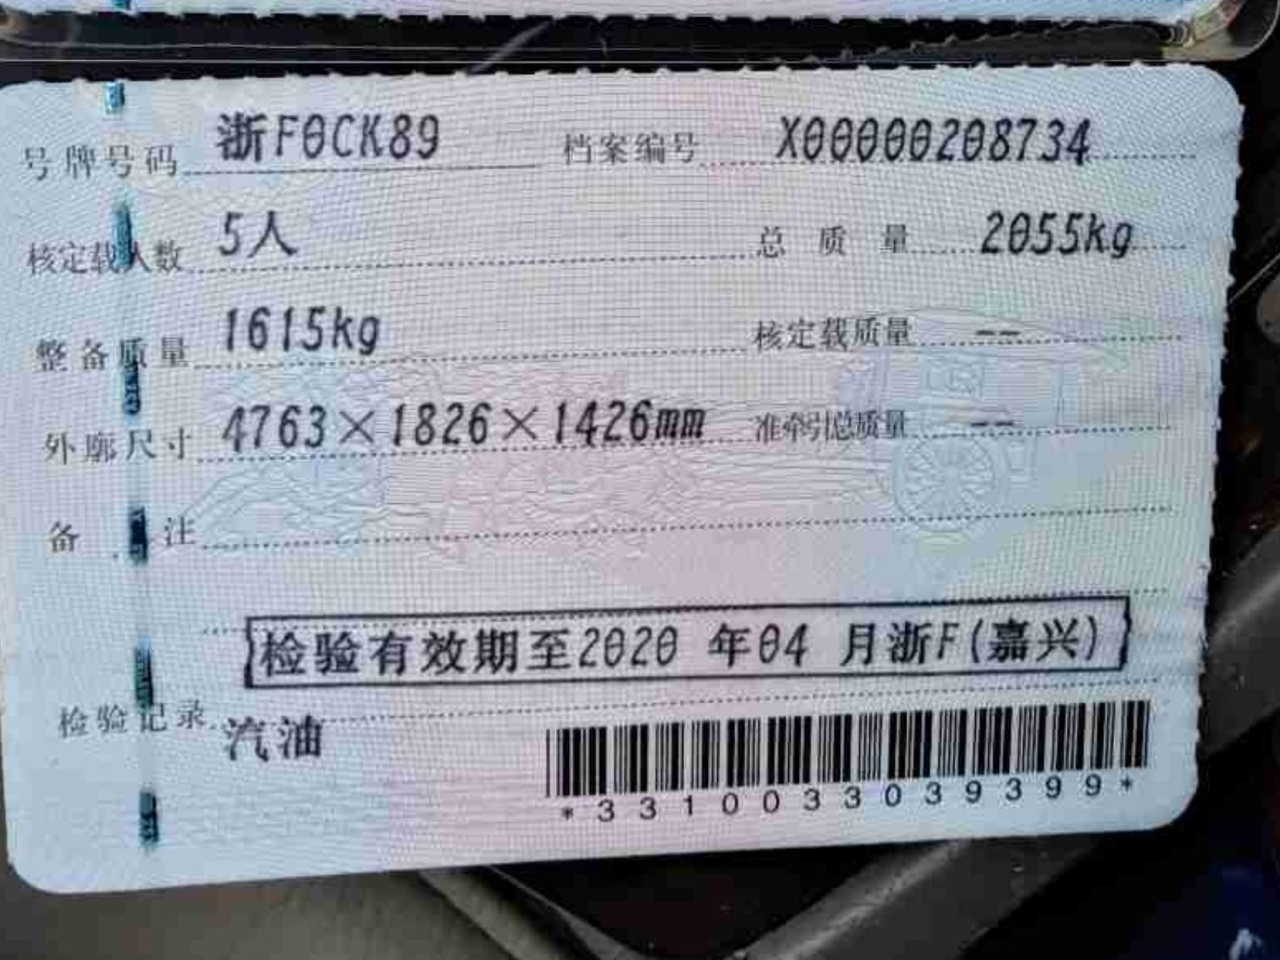 号牌号码 浙F0CK89 档案编号 X00000208734
核定载人数 5人 总质量 2055kg
整备质量 1615kg 核定载质量 --
外廓尺寸 4763×1826×1426mm 准牵引总质量 --
备注
检验有效期至2020 年04 月浙F(嘉兴)
检验记录 汽油
*3310033039399*